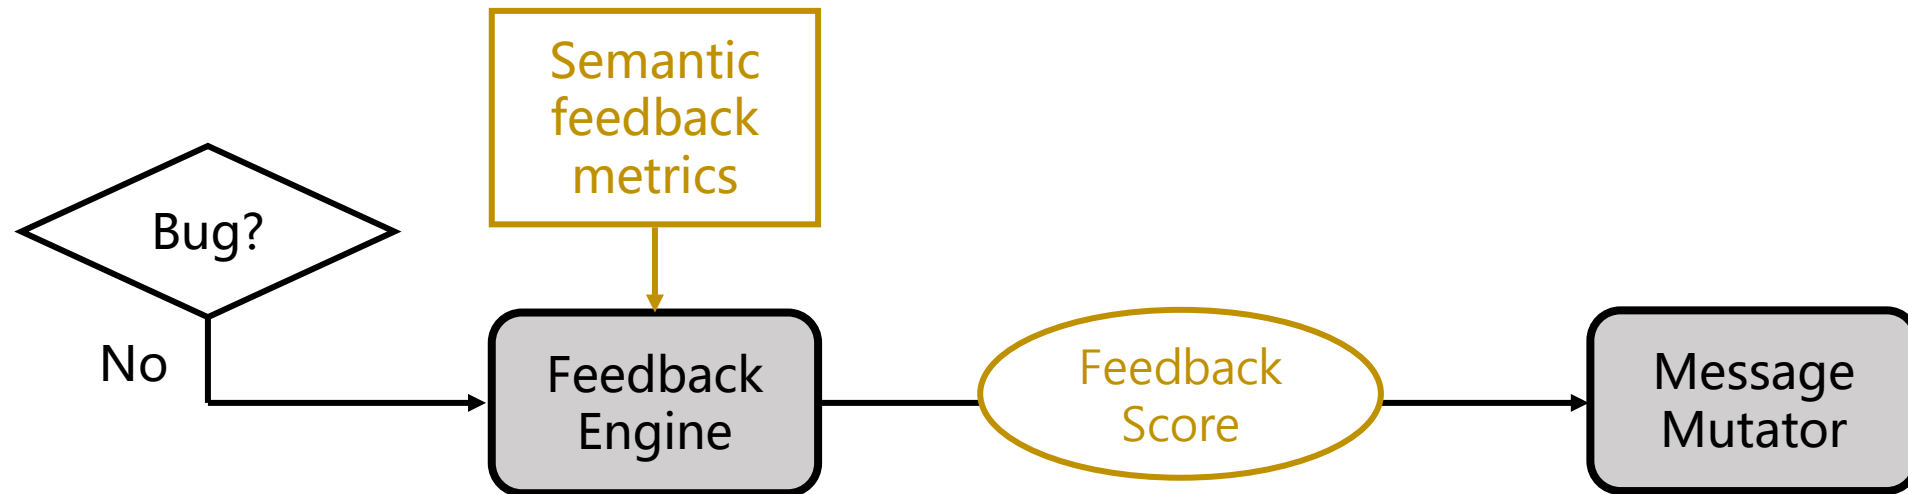 Semantic
feedback
metrics
Bug?
No
Feedback
Engine
Feedback
Score
Message
Mutator